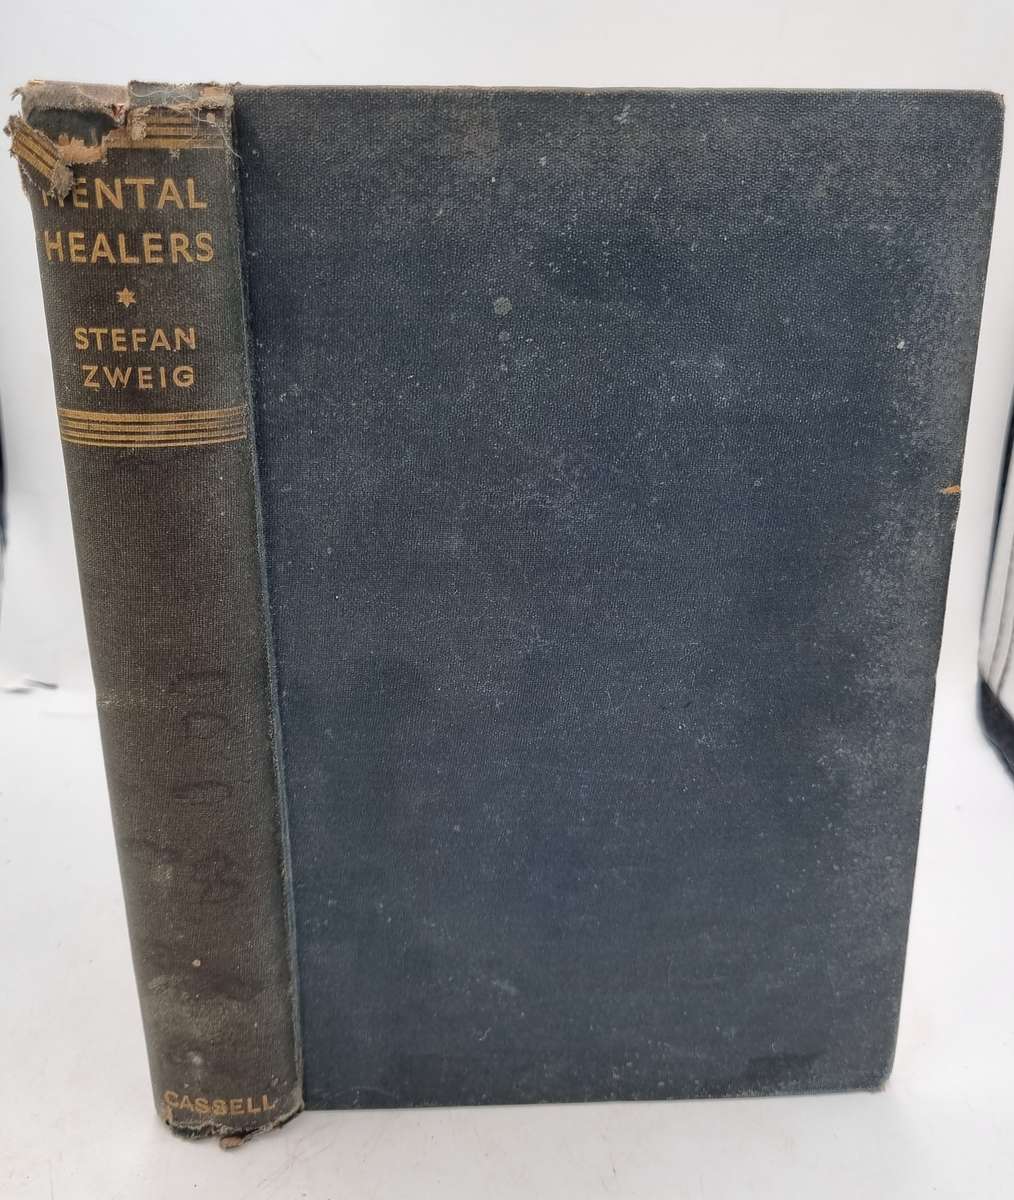 MENTAL
HEALERS
STEFAN
ZWEIG
CASSELL